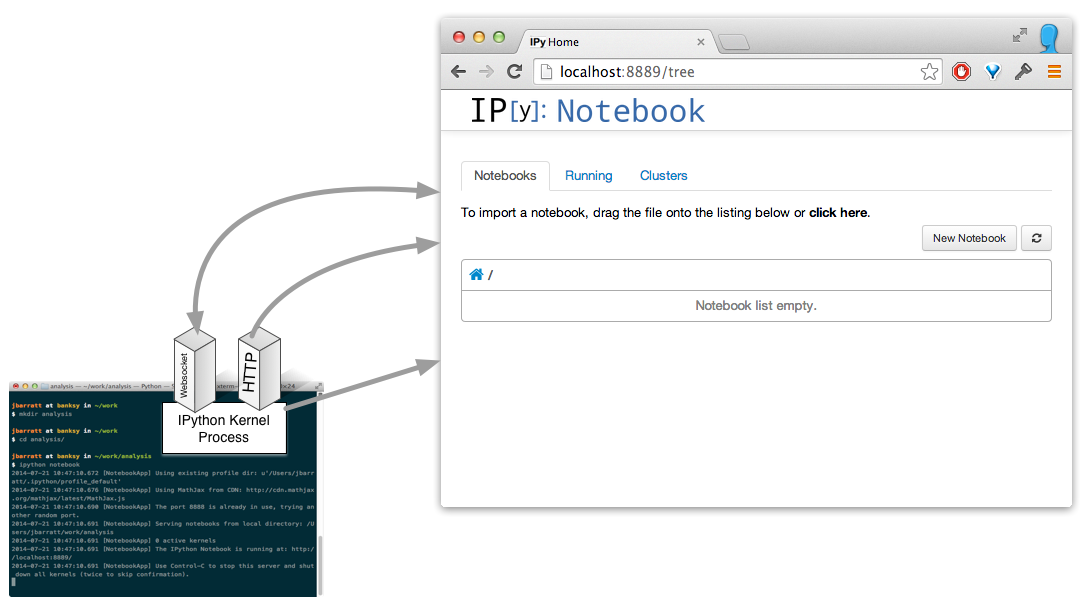 IPy Home
localhost:8889/tree
IP[y]: Notebook
Notebooks Running Clusters
To import a notebook, drag the file onto the listing below or click here.
New Notebook
/
Notebook list empty.
Websocket
HTTP
IPython Kernel
Process
analysis — ~/work/analysis — Python —
jbarratt at banksy in ~/work
$ mkdir analysis
jbarratt at banksy in ~/work
$ cd analysis/
jbarratt at banksy in ~/work/analysis
$ ipython notebook
2014-07-21 10:47:10.672 [NotebookApp] Using existing profile dir: u'/Users/jbarr
att/.ipython/profile_default'
2014-07-21 10:47:10.676 [NotebookApp] Using MathJax from CDN: http://cdn.mathjax
.org/mathjax/latest/MathJax.js
2014-07-21 10:47:10.690 [NotebookApp] The port 8888 is already in use, trying an
other random port.
2014-07-21 10:47:10.691 [NotebookApp] Serving notebooks from local directory: /U
sers/jbarratt/work/analysis
2014-07-21 10:47:10.691 [NotebookApp] 0 active kernels
2014-07-21 10:47:10.691 [NotebookApp] The IPython Notebook is running at: http:/
/localhost:8889/
2014-07-21 10:47:10.691 [NotebookApp] Use Control-C to stop this server and shut
down all kernels (twice to skip confirmation).